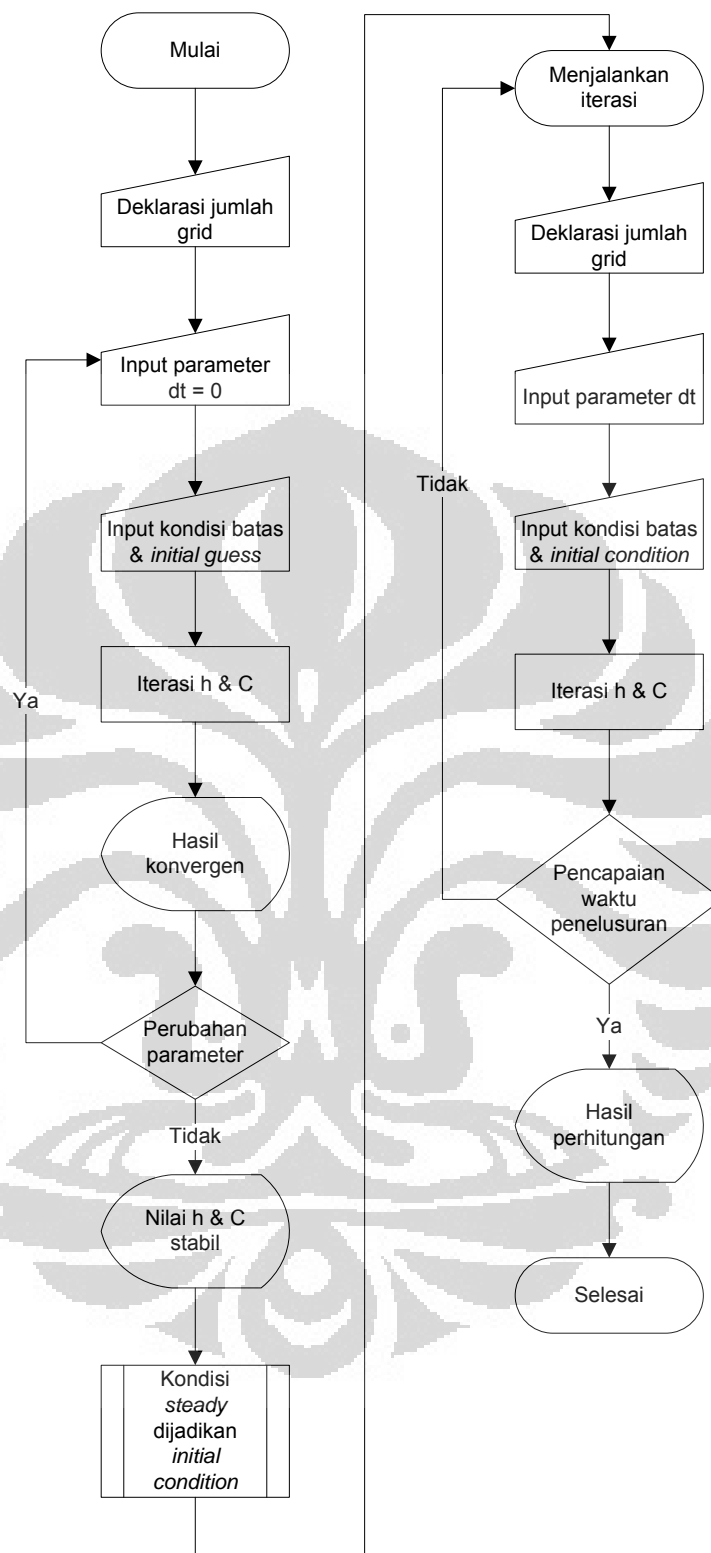 Mulai
Deklarasi jumlah
grid
Input parameter
dt = 0
Input kondisi batas
& initial guess
Iterasi h & C
Ya
Hasil
konvergen
Perubahan
parameter
Tidak
Nilai h & C
stabil
Kondisi
steady
dijadikan
initial
condition
Menjalankan
iterasi
Deklarasi jumlah
grid
Input parameter dt
Tidak
Input kondisi batas
& initial condition
Iterasi h & C
Pencapaian
waktu
penelusuran
Ya
Hasil
perhitungan
Selesai